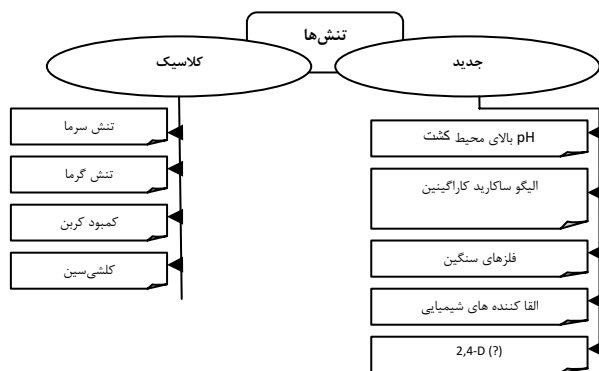 تنش‌ها
جدید
pH بالای محیط کشت
الیگو ساکارید کاراگینین
فلزهای سنگین
القا کننده های شیمیایی
2,4-D (?)
کلاسیک
تنش سرما
تنش گرما
کمبود کربن
کلشی‌سین